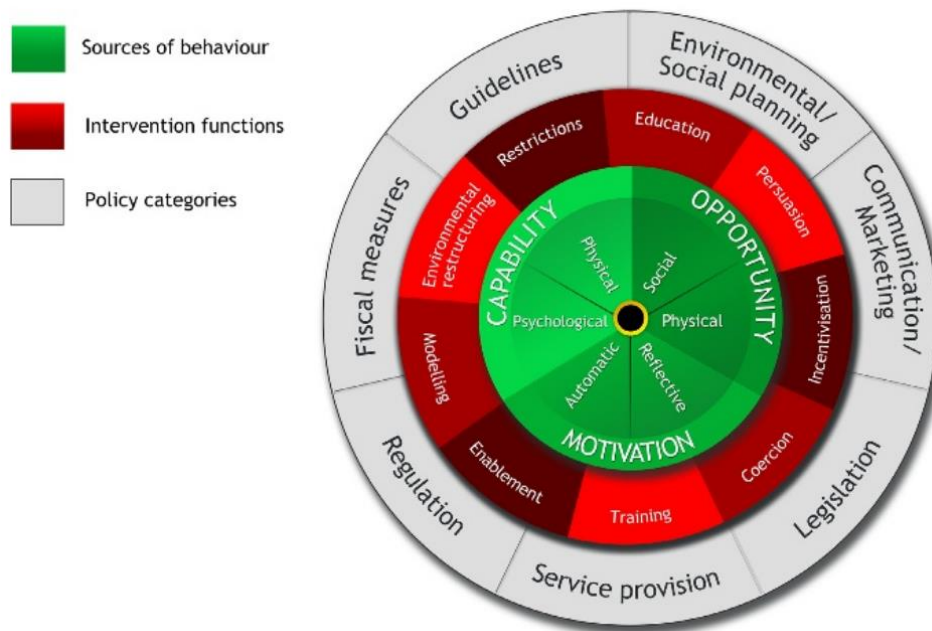 Sources of behaviour
Intervention functions
Policy categories
Environmental/
Social planning
Communication/
Marketing
Legislation
Service provision
Regulation
Fiscal measures
Guidelines
Education
Persuasion
Incentivisation
Coercion
Training
Enablement
Modelling
Environmental
restructuring
Restrictions
CAPABILITY
OPPORTUNITY
MOTIVATION
Physical
Social
Psychological
Physical
Automatic
Reflective